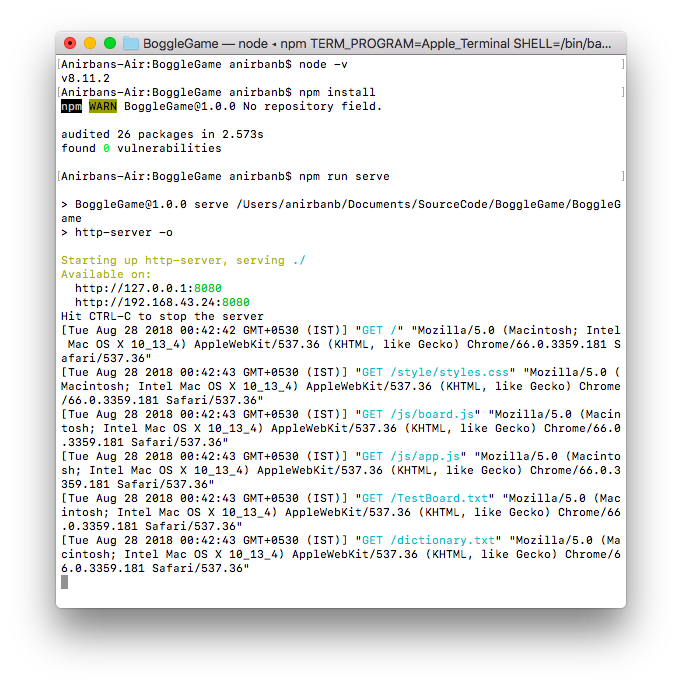 BoggleGame — node ◂ npm TERM_PROGRAM=Apple_Terminal SHELL=/bin/ba...
[Anirbans-Air:BoggleGame anirbanb$ node -v ]
v8.11.2
[Anirbans-Air:BoggleGame anirbanb$ npm install ]
npm WARN BoggleGame@1.0.0 No repository field.

audited 26 packages in 2.573s
found 0 vulnerabilities

[Anirbans-Air:BoggleGame anirbanb$ npm run serve ]

> BoggleGame@1.0.0 serve /Users/anirbanb/Documents/SourceCode/BoggleGame/BoggleG
ame
> http-server -o

Starting up http-server, serving ./
Available on:
  http://127.0.0.1:8080
  http://192.168.43.24:8080
Hit CTRL-C to stop the server
[Tue Aug 28 2018 00:42:42 GMT+0530 (IST)] "GET /" "Mozilla/5.0 (Macintosh; Intel
 Mac OS X 10_13_4) AppleWebKit/537.36 (KHTML, like Gecko) Chrome/66.0.3359.181 S
afari/537.36"
[Tue Aug 28 2018 00:42:43 GMT+0530 (IST)] "GET /style/styles.css" "Mozilla/5.0 (
Macintosh; Intel Mac OS X 10_13_4) AppleWebKit/537.36 (KHTML, like Gecko) Chrome
/66.0.3359.181 Safari/537.36"
[Tue Aug 28 2018 00:42:43 GMT+0530 (IST)] "GET /js/board.js" "Mozilla/5.0 (Macin
tosh; Intel Mac OS X 10_13_4) AppleWebKit/537.36 (KHTML, like Gecko) Chrome/66.0
.3359.181 Safari/537.36"
[Tue Aug 28 2018 00:42:43 GMT+0530 (IST)] "GET /js/app.js" "Mozilla/5.0 (Macinto
sh; Intel Mac OS X 10_13_4) AppleWebKit/537.36 (KHTML, like Gecko) Chrome/66.0.3
359.181 Safari/537.36"
[Tue Aug 28 2018 00:42:43 GMT+0530 (IST)] "GET /TestBoard.txt" "Mozilla/5.0 (Mac
intosh; Intel Mac OS X 10_13_4) AppleWebKit/537.36 (KHTML, like Gecko) Chrome/66
.0.3359.181 Safari/537.36"
[Tue Aug 28 2018 00:42:43 GMT+0530 (IST)] "GET /dictionary.txt" "Mozilla/5.0 (Ma
cintosh; Intel Mac OS X 10_13_4) AppleWebKit/537.36 (KHTML, like Gecko) Chrome/6
6.0.3359.181 Safari/537.36"